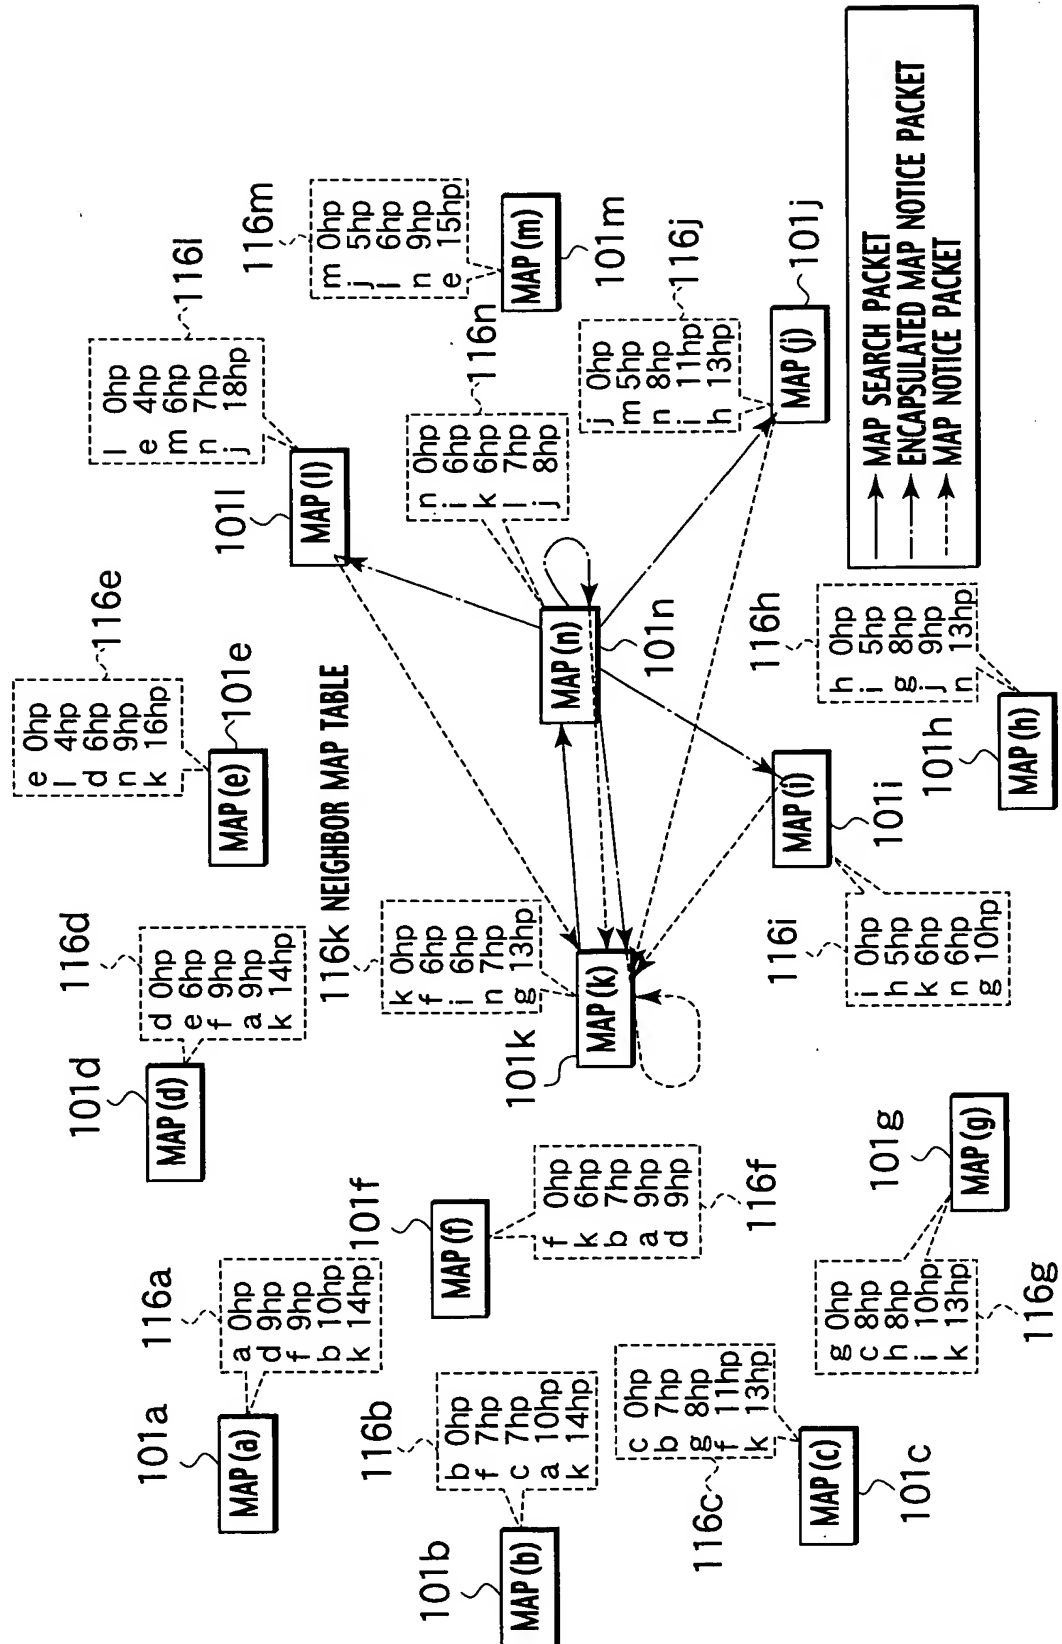 116e
e 0hp
l 4hp
d 6hp
n 9hp
k 16hp
MAP (e)
101e
116d
d 0hp
e 6hp
f 9hp
a 9hp
k 14hp
101d
MAP (d)
116l
l 0hp
e 4hp
m 6hp
n 7hp
j 18hp
101l
MAP (l)
116a
a 0hp
d 9hp
f 9hp
b 10hp
k 14hp
101a
MAP (a)
116m
m 0hp
j 5hp
l 6hp
n 9hp
e 15hp
MAP (m)
101m
116k NEIGHBOR MAP TABLE
k 0hp
f 6hp
i 6hp
n 7hp
g 13hp
101k
MAP (k)
101f
MAP (f)
f 0hp
k 6hp
b 7hp
a 9hp
d 9hp
116f
116n
n 0hp
i 6hp
k 6hp
l 7hp
j 8hp
MAP (n)
101n
116b
b 0hp
f 7hp
c 7hp
a 10hp
k 14hp
101b
MAP (b)
116j
j 0hp
m 5hp
n 8hp
i 11hp
h 13hp
MAP (j)
101j
c 0hp
b 7hp
g 8hp
f 11hp
k 13hp
116c
MAP (c)
101c
MAP (i)
101i
116i
i 0hp
h 5hp
k 6hp
n 6hp
g 10hp
116h
h 0hp
i 5hp
g 8hp
j 9hp
n 13hp
101h
MAP (h)
101g
MAP (g)
g 0hp
c 8hp
h 8hp
i 10hp
k 13hp
116g
MAP SEARCH PACKET
ENCAPSULATED MAP NOTICE PACKET
MAP NOTICE PACKET